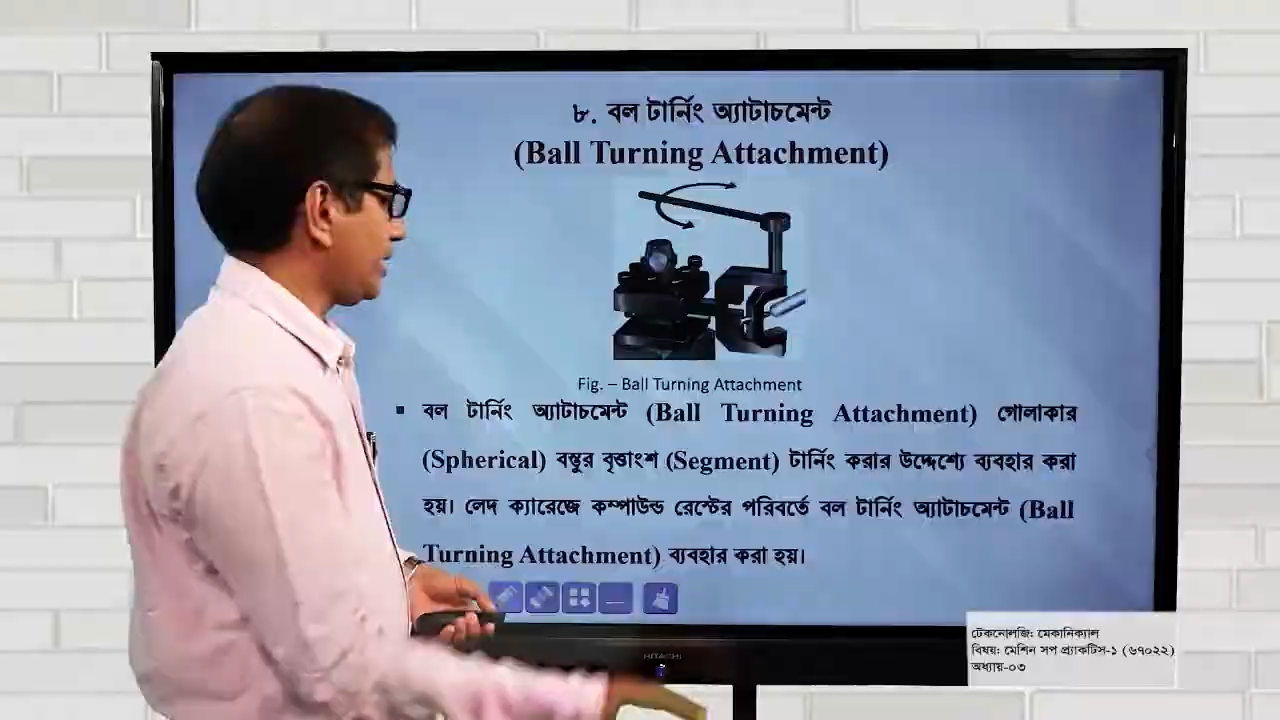 ৮. বল টার্নিং অ্যাটাচমেন্ট
(Ball Turning Attachment)
Fig. – Ball Turning Attachment
▪ বল টার্নিং অ্যাটাচমেন্ট (Ball Turning Attachment) গোলাকার
(Spherical) বস্তুর বৃত্তাংশ (Segment) টার্নিং করার উদ্দেশ্যে ব্যবহার করা
হয়। লেদ ক্যারেজে কম্পাউন্ড রেস্টের পরিবর্তে বল টার্নিং অ্যাটাচমেন্ট (Ball
Turning Attachment) ব্যবহার করা হয়।
HITACHI
টেকনোলজি: মেকানিক্যাল
বিষয়: মেশিন সপ প্র্যাকটিস-১ (৬৭০২২)
অধ্যায়-০৩